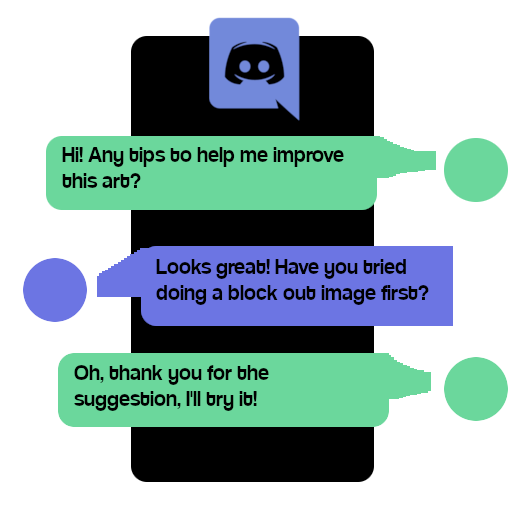 Hi! Any tips to help me improve
this art?
Looks great! Have you tried
doing a block out image first?
Oh, thank you for the
suggestion, I'll try it!